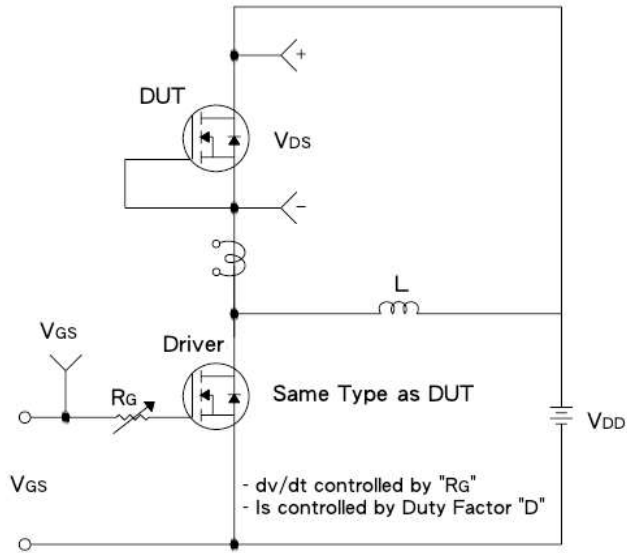 +
DUT
VDS
-
L
VGS
Driver
RG
Same Type as DUT
VDD
VGS
- dv/dt controlled by "RG"
- Is controlled by Duty Factor "D"